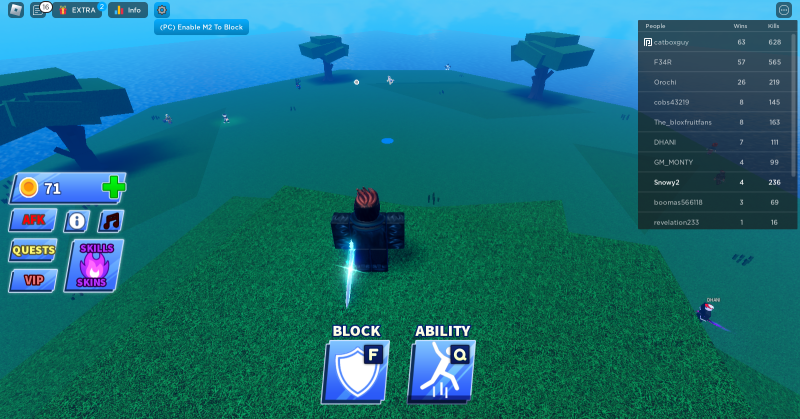 16
EXTRA 2
Info
(PC) Enable M2 To Block
People Wins Kills
catboxguy 63 628
F34R 57 565
Orochi 26 219
cobs43219 8 145
The_bloxfruitfans 8 163
DHANI 7 111
GM_MONTY 4 99
Snowy2 4 236
boomas566118 3 69
revelation233 1 16
71
AFK
QUESTS
SKILLS
SKINS
VIP
DHANI
BLOCK
F
ABILITY
Q